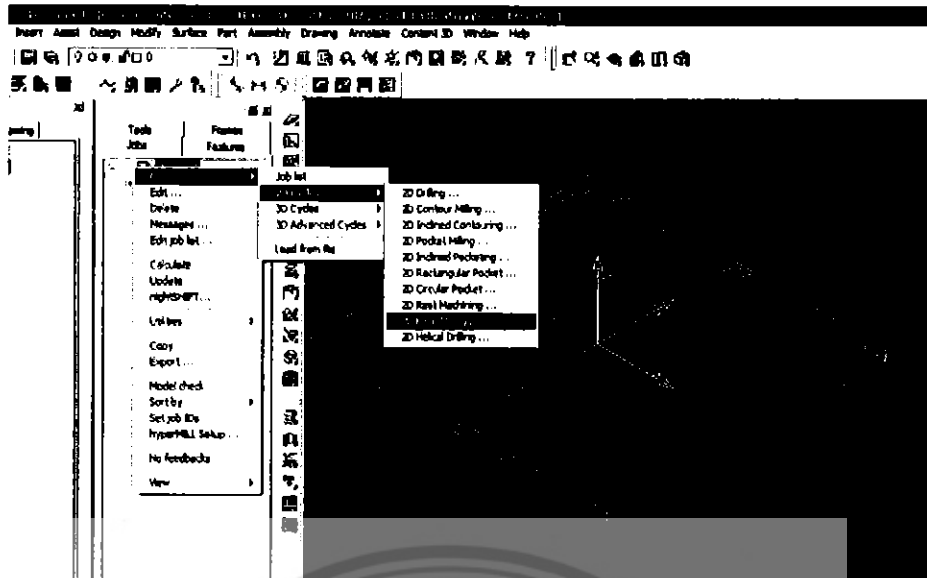 Insert Assist Design Modify Surface Part Assembly Drawing Annotate Content 3D Window Help
Tools Frames
Jobs Features
Job list
3D Cycles
3D Advanced Cycles
Load from file
Edit ...
Delete
Messages ...
Edit job list ...
Calculate
Update
nightSHIFT ...
Utilities
Copy
Export ...
Model check
Sort by
Set job IDs
hyperMILL Setup ...
No feedbacks
View
2D Drilling ...
2D Contour Milling ...
2D Inclined Contouring ...
2D Pocket Milling ...
2D Inclined Pocketing ...
2D Rectangular Pocket ...
2D Circular Pocket ...
2D Rest Machining ...
2D Helical Drilling ...